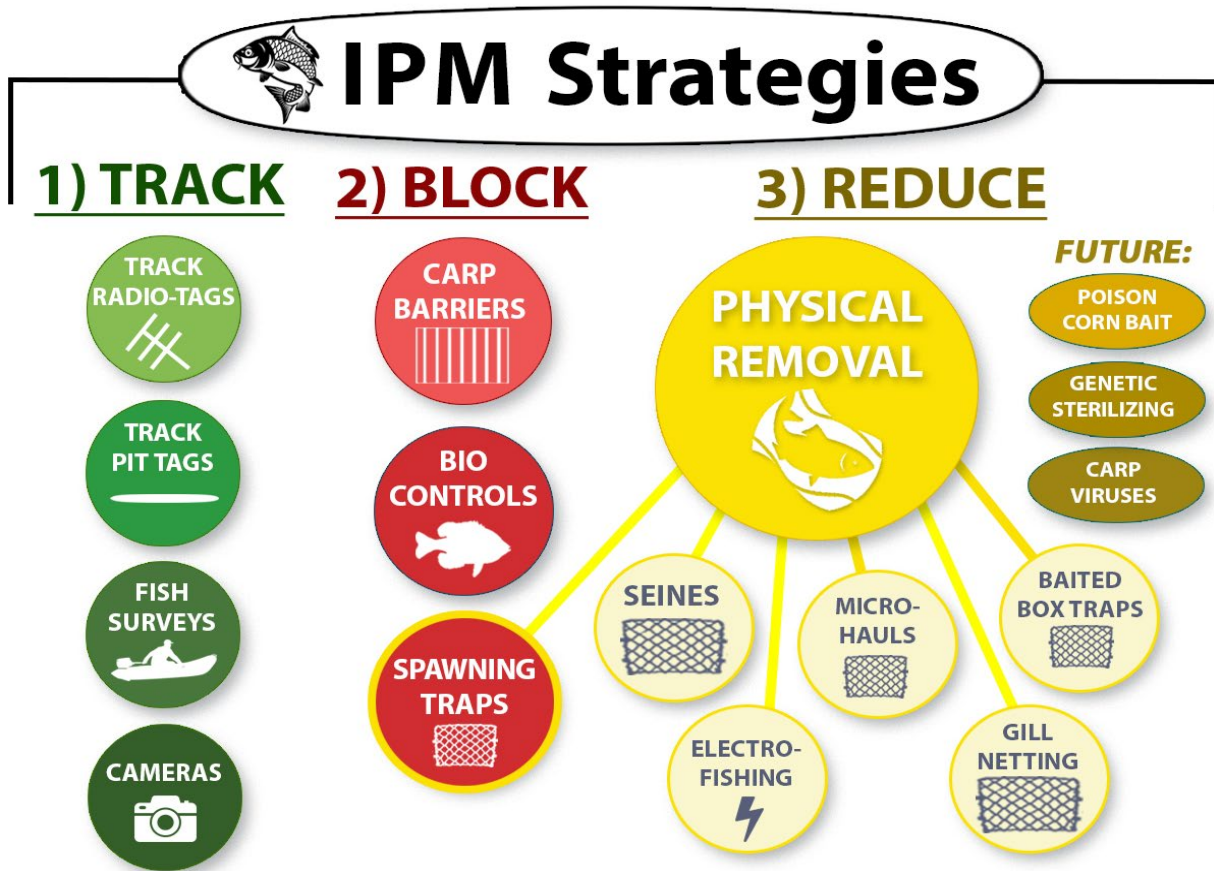 IPM Strategies
1) TRACK
TRACK
RADIO-TAGS
TRACK
PIT TAGS
FISH
SURVEYS
CAMERAS
2) BLOCK
CARP
BARRIERS
BIO
CONTROLS
SPAWNING
TRAPS
3) REDUCE
PHYSICAL
REMOVAL
SEINES
ELECTRO-
FISHING
MICRO-
HAULS
GILL
NETTING
BAITED
BOX TRAPS
FUTURE:
POISON
CORN BAIT
GENETIC
STERILIZING
CARP
VIRUSES